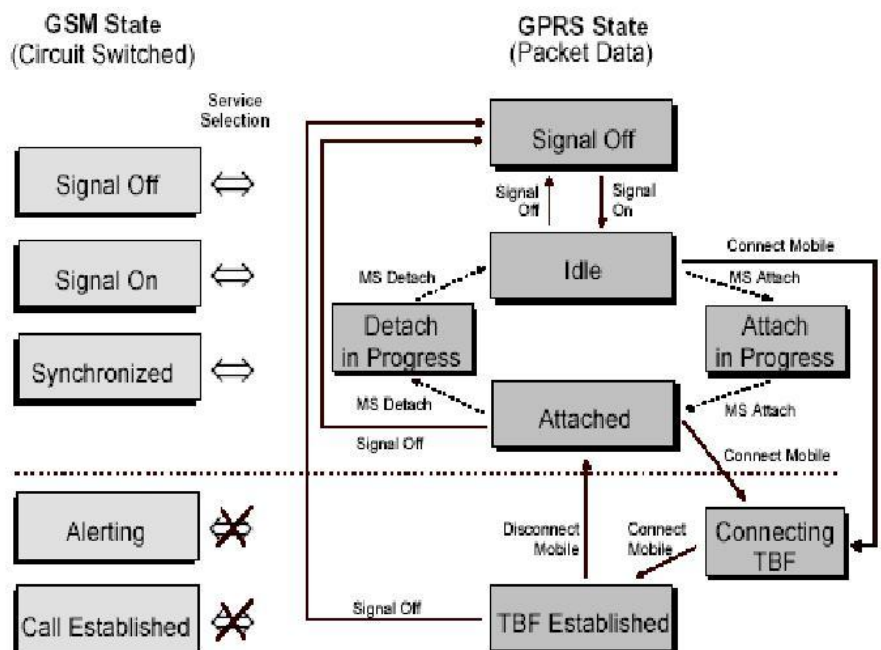 GSM State
(Circuit Switched)
GPRS State
(Packet Data)
Service
Selection
Signal Off
Signal Off
Signal
Off
Signal
On
Connect Mobile
Signal On
MS Detach
Idle
MS Attach
Detach
in Progress
Attach
in Progress
Synchronized
MS Detach
Attached
MS Attach
Signal Off
Connect Mobile
Alerting
Disconnect
Mobile
Connect
Mobile
Connecting
TBF
Call Established
Signal Off
TBF Established